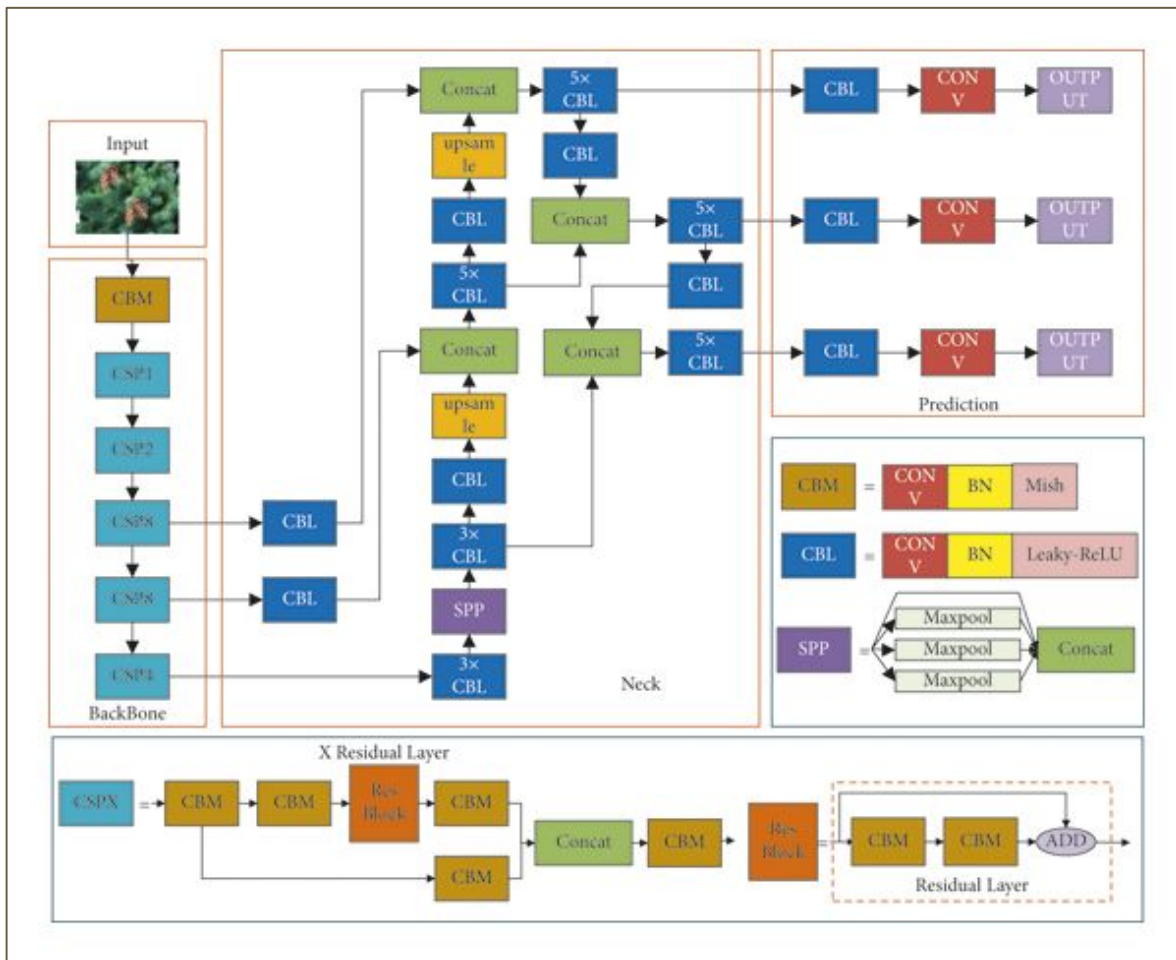 Input
BackBone
CBM
CSP1
CSP2
CSP8
CSP8
CSP4
CBL
CBL
Concat
upsam
le
CBL
5×
CBL
Concat
upsam
le
CBL
3×
CBL
SPP
3×
CBL
5×
CBL
CBL
Concat
5×
CBL
CBL
Concat
5×
CBL
Neck
CBL
CON
V
OUTP
UT
CBL
CON
V
OUTP
UT
CBL
CON
V
OUTP
UT
Prediction
CBM
=
CON
V
BN
Mish
CBL
=
CON
V
BN
Leaky-ReLU
SPP
=
Maxpool
Maxpool
Maxpool
Concat
X Residual Layer
CSPX
=
CBM
CBM
Res
Block
CBM
CBM
Concat
CBM
Res
Block
=
CBM
CBM
ADD
Residual Layer